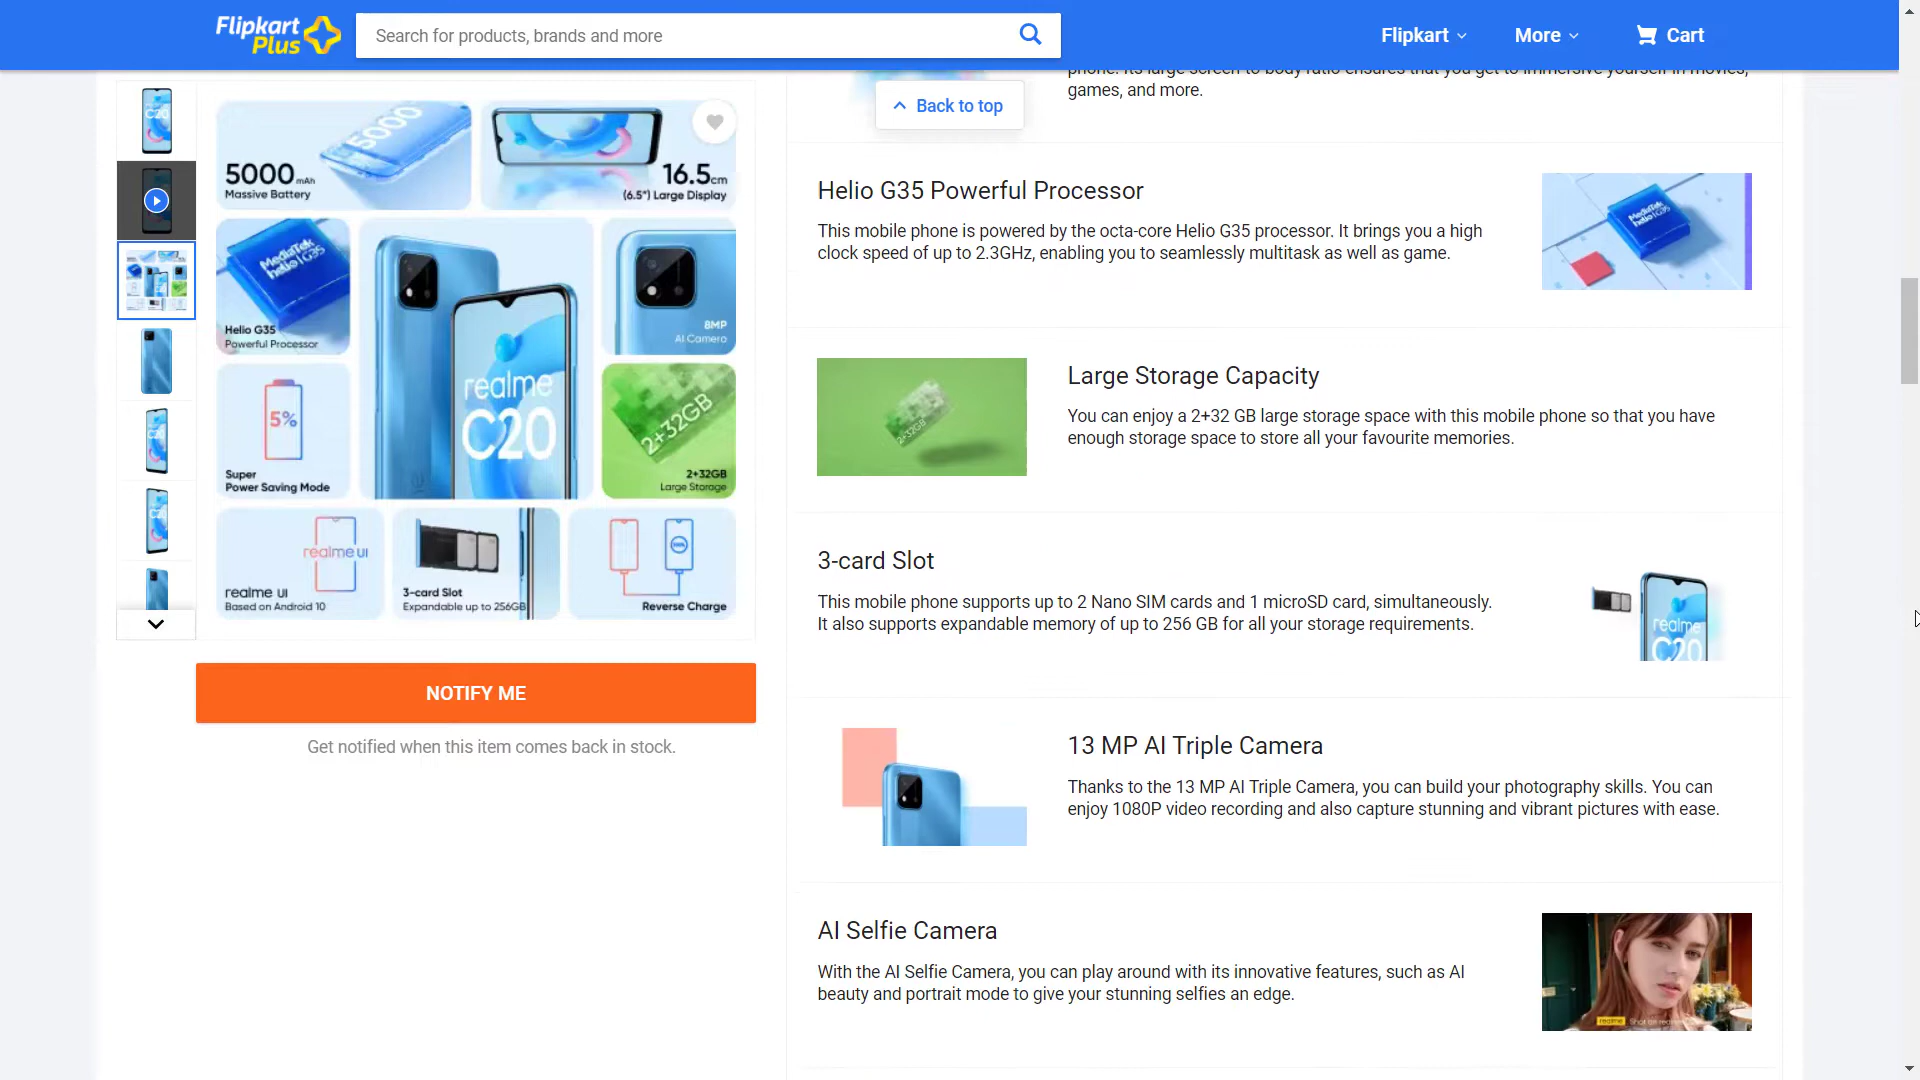 Flipkart
Plus
Search for products, brands and more
Flipkart
More
Cart
games, and more.
Back to top
5000 mAh
Massive Battery
16.5cm
(6.5") Large Display
MediaTek
helio G35
Helio G35
Powerful Processor
8MP
AI Camera
realme
C20
5%
Super
Power Saving Mode
2+32GB
2+32GB
Large Storage
realme UI
realme UI
Based on Android 10
3-card Slot
Expandable up to 256GB
Reverse Charge
NOTIFY ME
Get notified when this item comes back in stock.
Helio G35 Powerful Processor
This mobile phone is powered by the octa-core Helio G35 processor. It brings you a high
clock speed of up to 2.3GHz, enabling you to seamlessly multitask as well as game.
Large Storage Capacity
You can enjoy a 2+32 GB large storage space with this mobile phone so that you have
enough storage space to store all your favourite memories.
3-card Slot
This mobile phone supports up to 2 Nano SIM cards and 1 microSD card, simultaneously.
It also supports expandable memory of up to 256 GB for all your storage requirements.
realme
C20
13 MP AI Triple Camera
Thanks to the 13 MP AI Triple Camera, you can build your photography skills. You can
enjoy 1080P video recording and also capture stunning and vibrant pictures with ease.
AI Selfie Camera
With the AI Selfie Camera, you can play around with its innovative features, such as AI
beauty and portrait mode to give your stunning selfies an edge.
realme